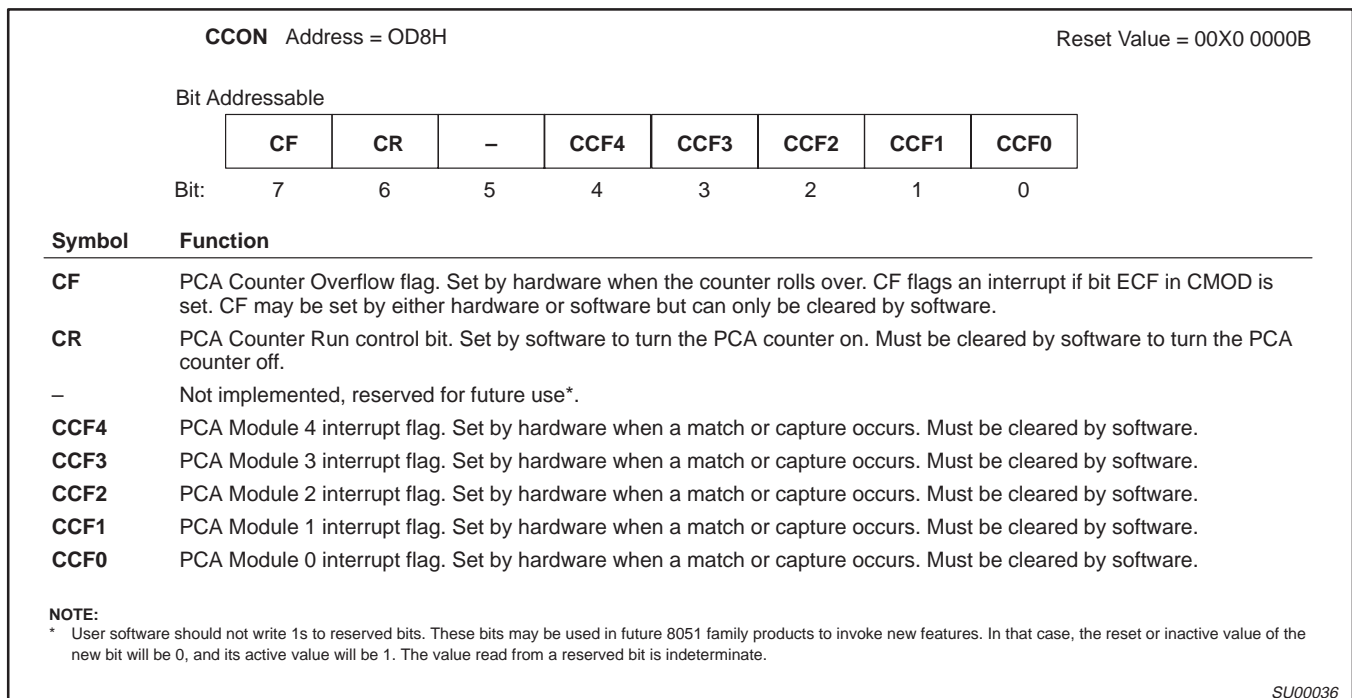 CCON Address = OD8H Reset Value = 00X0 0000B
Bit Addressable
CF CR – CCF4 CCF3 CCF2 CCF1 CCF0
Bit: 7 6 5 4 3 2 1 0
Symbol Function
CF PCA Counter Overflow flag. Set by hardware when the counter rolls over. CF flags an interrupt if bit ECF in CMOD is
set. CF may be set by either hardware or software but can only be cleared by software.
CR PCA Counter Run control bit. Set by software to turn the PCA counter on. Must be cleared by software to turn the PCA
counter off.
– Not implemented, reserved for future use*.
CCF4 PCA Module 4 interrupt flag. Set by hardware when a match or capture occurs. Must be cleared by software.
CCF3 PCA Module 3 interrupt flag. Set by hardware when a match or capture occurs. Must be cleared by software.
CCF2 PCA Module 2 interrupt flag. Set by hardware when a match or capture occurs. Must be cleared by software.
CCF1 PCA Module 1 interrupt flag. Set by hardware when a match or capture occurs. Must be cleared by software.
CCF0 PCA Module 0 interrupt flag. Set by hardware when a match or capture occurs. Must be cleared by software.
NOTE:
* User software should not write 1s to reserved bits. These bits may be used in future 8051 family products to invoke new features. In that case, the reset or inactive value of the
new bit will be 0, and its active value will be 1. The value read from a reserved bit is indeterminate.
SU00036